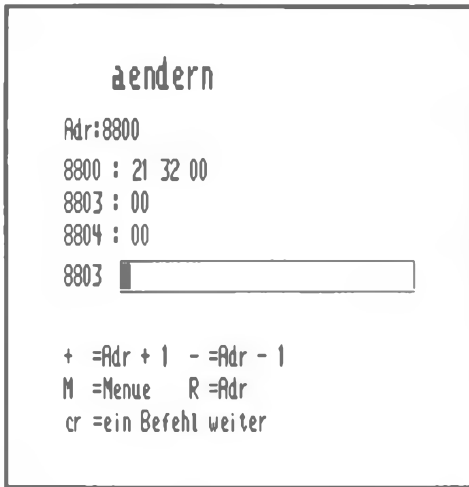 aendern
Adr:8800
8800 : 21 32 00
8803 : 00
8804 : 00
8803
+ =Adr + 1 - =Adr - 1
M =Menue R =Adr
cr =ein Befehl weiter